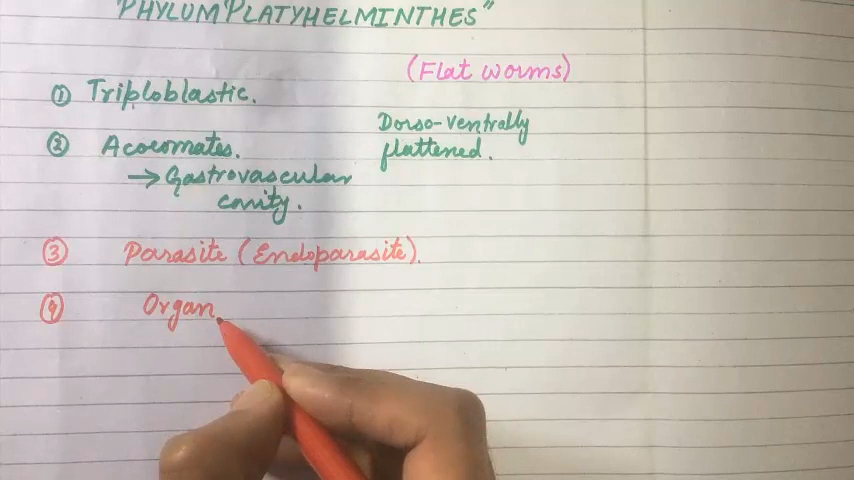 "PHYLUM PLATYHELMINTHES"
(Flat worms)
① Triploblastic.
Dorso-ventrally
flattened.
② Acoeomates.
→ Gastrovascular
cavity.
③ Parasite (Endoparasite).
④ Organ